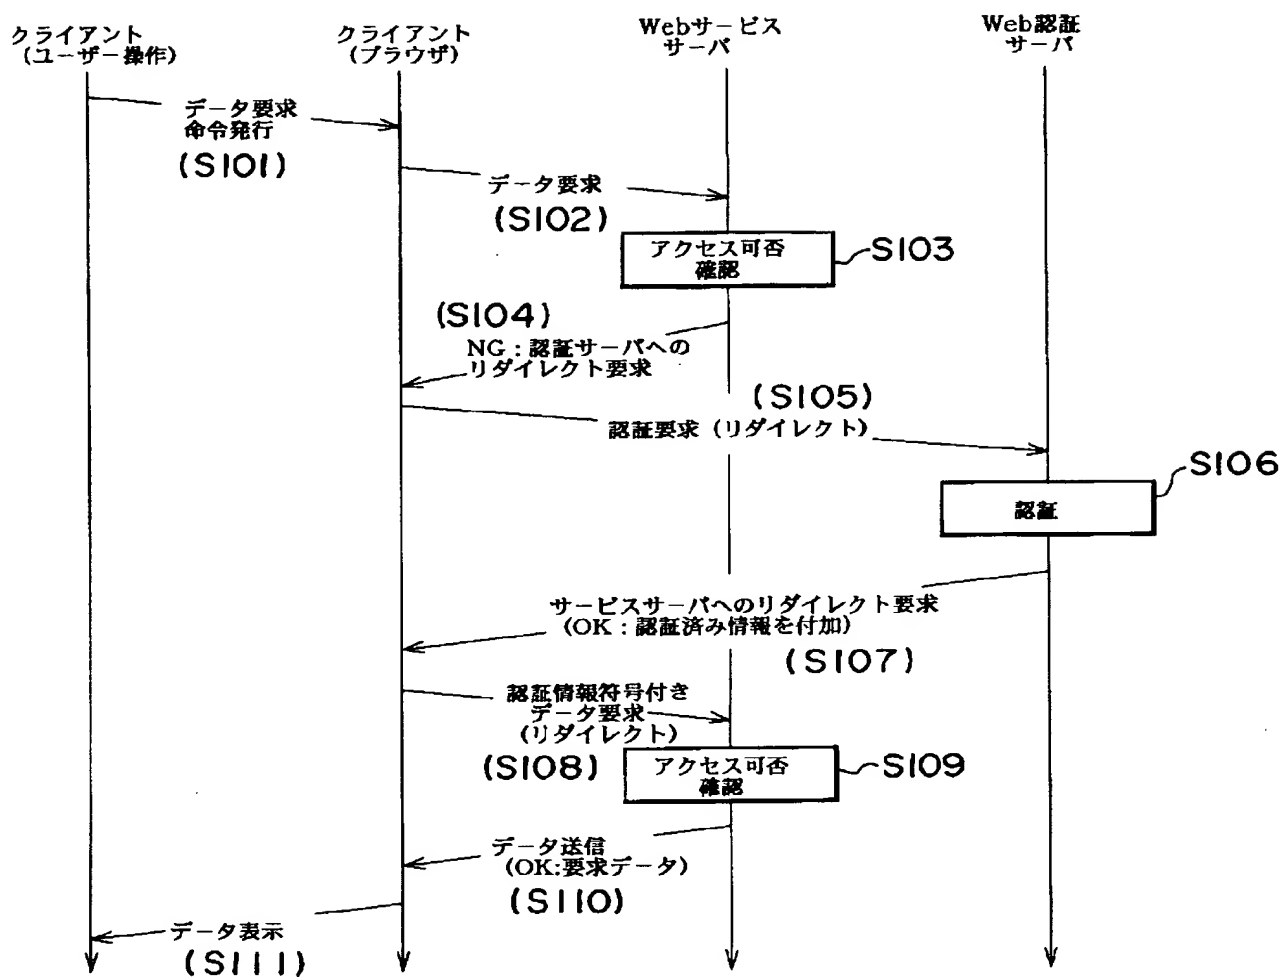 クライアント
(ユーザー操作)
クライアント
(ブラウザ)
Webサービス
サーバ
Web認証
サーバ
データ要求
命令発行
(S101)
データ要求
(S102)
アクセス可否
確認
S103
(S104)
NG：認証サーバへの
リダイレクト要求
(S105)
認証要求 (リダイレクト)
S106
認証
サービスサーバへのリダイレクト要求
(OK：認証済み情報を付加)
(S107)
認証情報符号付き
データ要求
(リダイレクト)
(S108)
アクセス可否
確認
S109
データ送信
(OK:要求データ)
(S110)
データ表示
(S111)